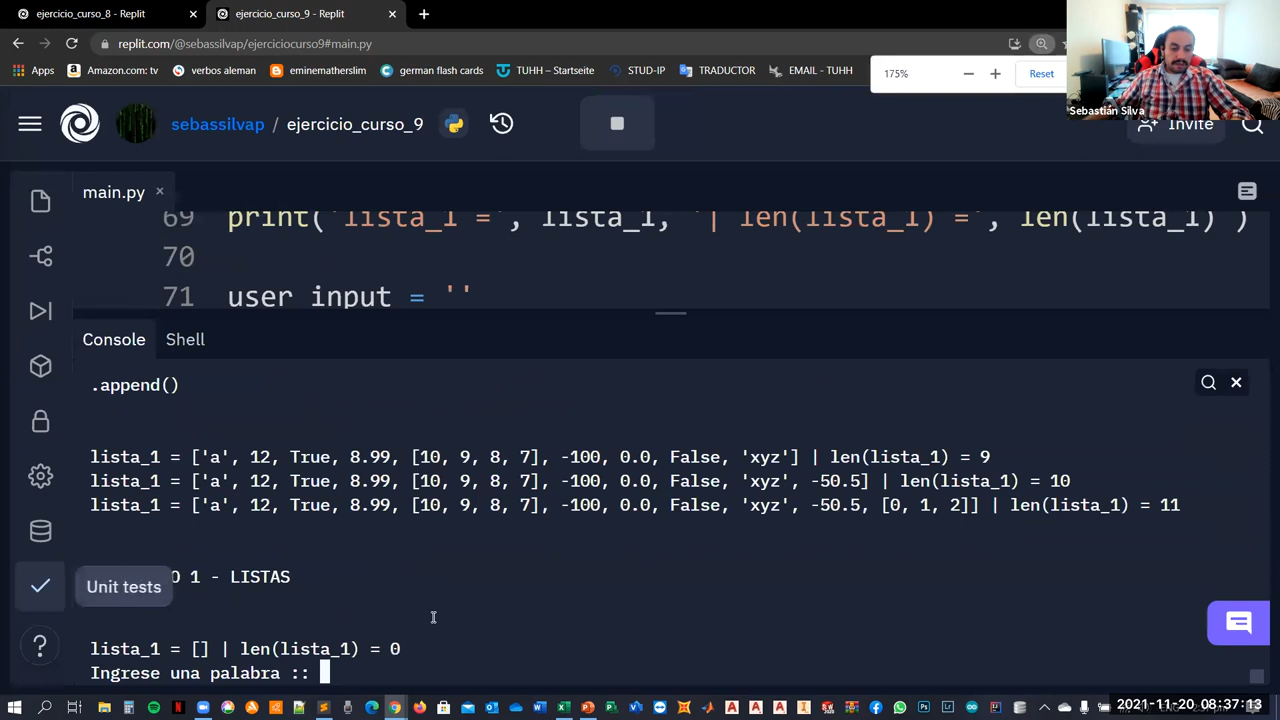 ejercicio_curso_8 - Replit
ejercicio_curso_9 - Replit
replit.com/@sebassilvap/ejerciciocurso9#main.py
Apps
Amazon.com: tv
verbos aleman
emineminheren
germ
TUHH – Startseite
STUD-IP
TRADUCTOR
EMAIL - TUHH
175%
Reset
Sebastián Silva
sebassilvap / ejercicio_curso_9
Invite
main.py
69 print('lista_1 =', lista_1, '| len(lista_1) =', len(lista_1) )
70
71 user_input = ''
Console
Shell
.append()
lista_1 = ['a', 12, True, 8.99, [10, 9, 8, 7], -100, 0.0, False, 'xyz'] | len(lista_1) = 9
lista_1 = ['a', 12, True, 8.99, [10, 9, 8, 7], -100, 0.0, False, 'xyz', -50.5] | len(lista_1) = 10
lista_1 = ['a', 12, True, 8.99, [10, 9, 8, 7], -100, 0.0, False, 'xyz', -50.5, [0, 1, 2]] | len(lista_1) = 11
O 1 - LISTAS
Unit tests
lista_1 = [] | len(lista_1) = 0
Ingrese una palabra ::
2021-11-20 08:37:13